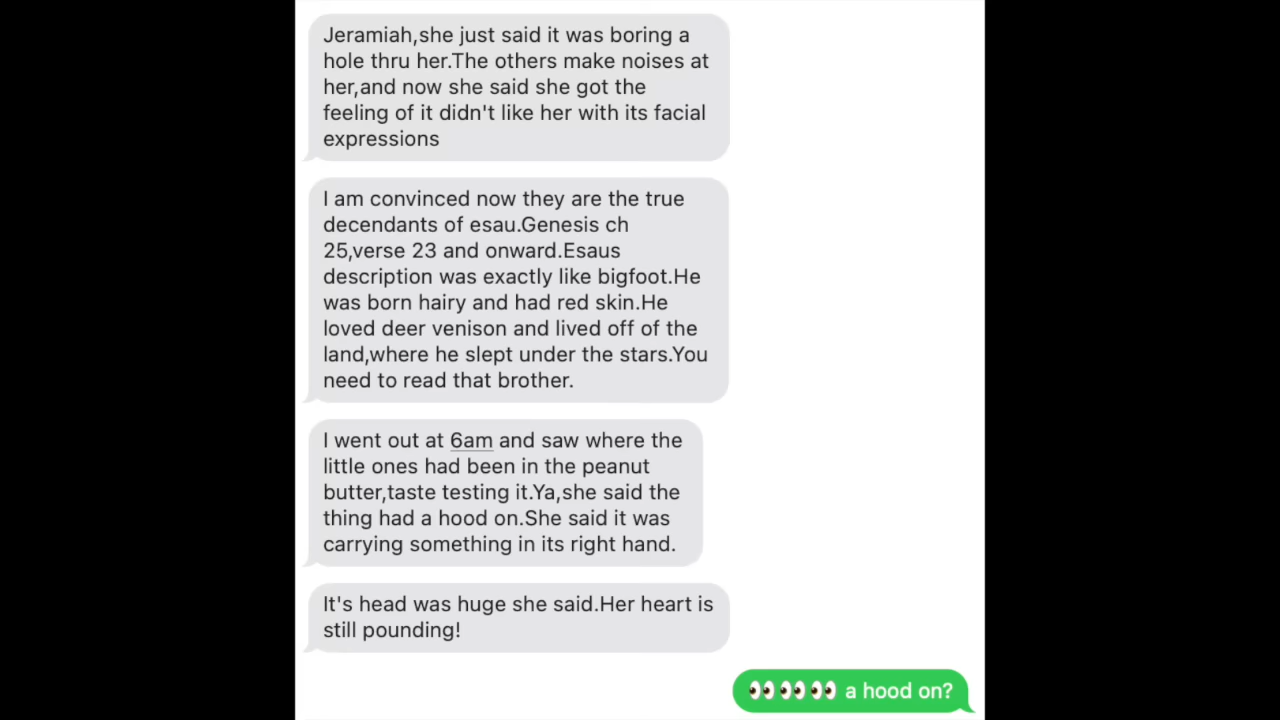 Jeramiah,she just said it was boring a
hole thru her.The others make noises at
her,and now she said she got the
feeling of it didn't like her with its facial
expressions
I am convinced now they are the true
decendants of esau.Genesis ch
25,verse 23 and onward.Esaus
description was exactly like bigfoot.He
was born hairy and had red skin.He
loved deer venison and lived off of the
land,where he slept under the stars.You
need to read that brother.
I went out at 6am and saw where the
little ones had been in the peanut
butter,taste testing it.Ya,she said the
thing had a hood on.She said it was
carrying something in its right hand.
It's head was huge she said.Her heart is
still pounding!
👀👀👀 a hood on?